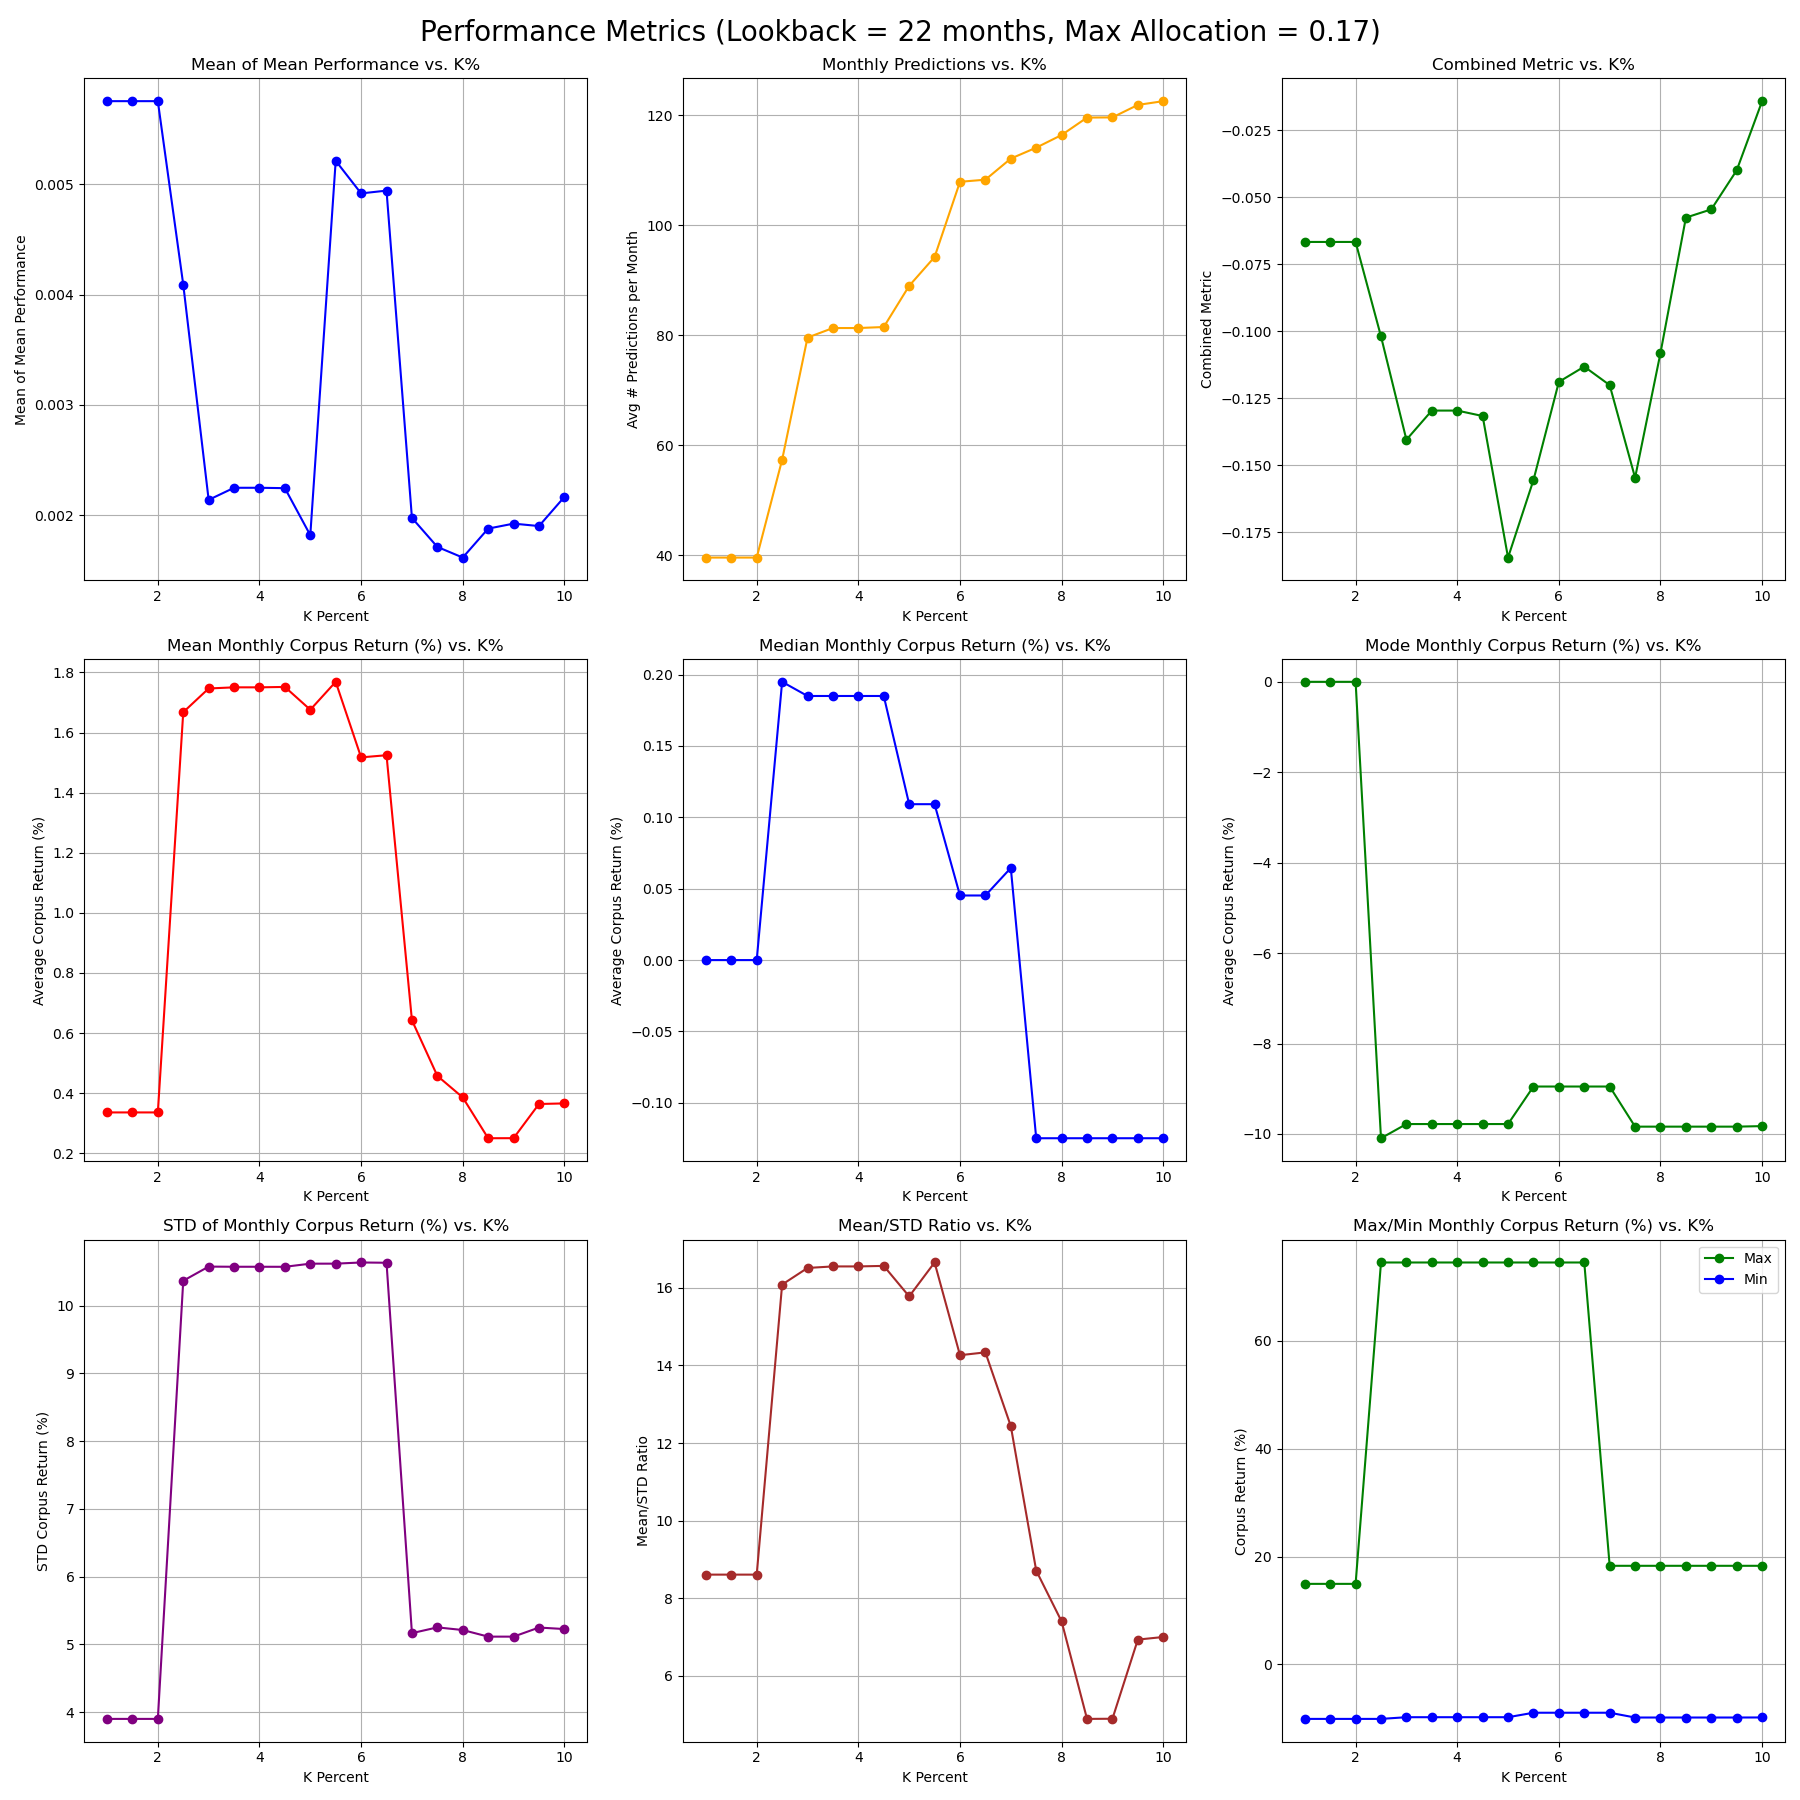 Performance Metrics (Lookback = 22 months, Max Allocation = 0.17)
Mean of Mean Performance vs. K%
0.005
0.004
0.003
0.002
Mean of Mean Performance
2 4 6 8 10
K Percent
Monthly Predictions vs. K%
120
100
80
60
40
Avg # Predictions per Month
2 4 6 8 10
K Percent
Combined Metric vs. K%
−0.025
−0.050
−0.075
−0.100
−0.125
−0.150
−0.175
Combined Metric
2 4 6 8 10
K Percent
Mean Monthly Corpus Return (%) vs. K%
1.8
1.6
1.4
1.2
1.0
0.8
0.6
0.4
0.2
Average Corpus Return (%)
2 4 6 8 10
K Percent
Median Monthly Corpus Return (%) vs. K%
0.20
0.15
0.10
0.05
0.00
−0.05
−0.10
Average Corpus Return (%)
2 4 6 8 10
K Percent
Mode Monthly Corpus Return (%) vs. K%
0
−2
−4
−6
−8
−10
Average Corpus Return (%)
2 4 6 8 10
K Percent
STD of Monthly Corpus Return (%) vs. K%
10
9
8
7
6
5
4
STD Corpus Return (%)
2 4 6 8 10
K Percent
Mean/STD Ratio vs. K%
16
14
12
10
8
6
Mean/STD Ratio
2 4 6 8 10
K Percent
Max/Min Monthly Corpus Return (%) vs. K%
Max
Min
60
40
20
0
Corpus Return (%)
2 4 6 8 10
K Percent